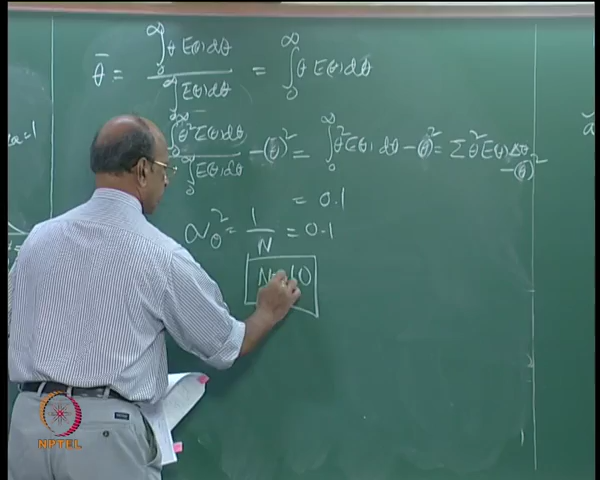 θ̄ = ∫₀^∞ θ E(θ) dθ / ∫₀^∞ E(θ) dθ = ∫₀^∞ θ E(θ) dθ
∫₀^∞ θ² E(θ) dθ / ∫₀^∞ E(θ) dθ - (θ̄)² = ∫₀^∞ θ² E(θ) dθ - (θ̄)² = Σ θ² E(θ) Δθ - (θ̄)²
= 0.1
σ_θ² = 1/N = 0.1
N = 10
NPTEL